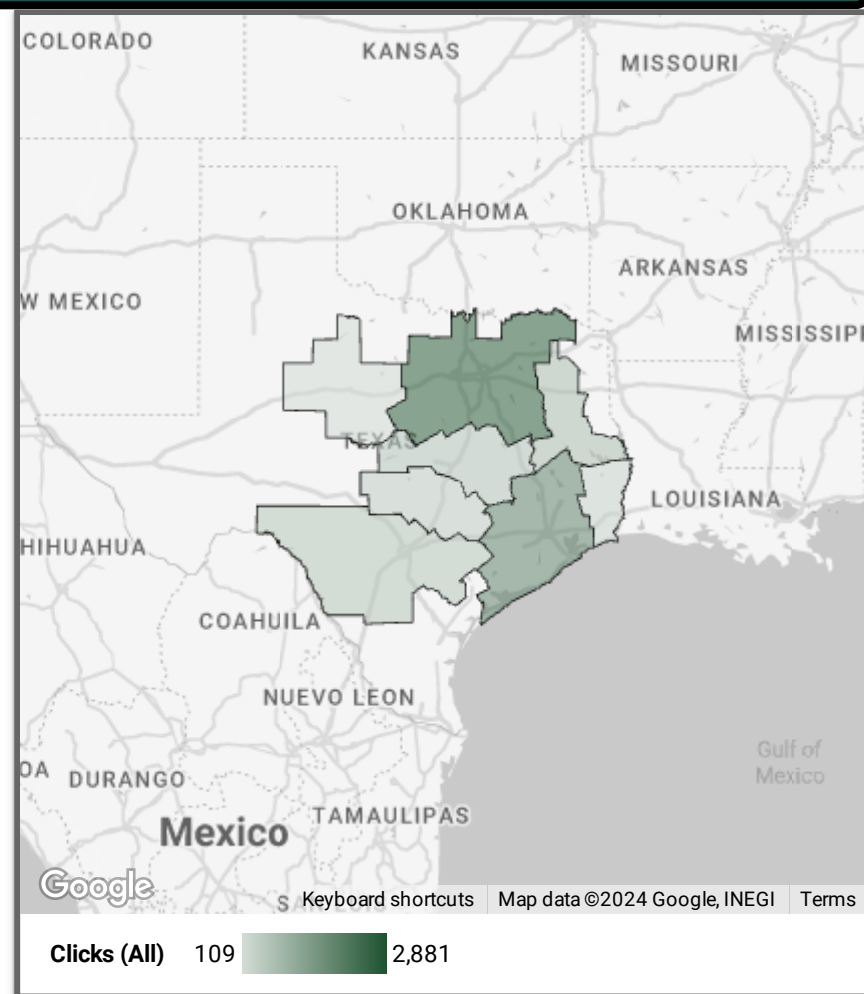 COLORADO
KANSAS
MISSOURI
OKLAHOMA
ARKANSAS
W MEXICO
MISSISSIPI
TEXAS
LOUISIANA
HIHUAHUA
COAHUILA
NUEVO LEON
Gulf of
Mexico
OA
DURANGO
TAMAULIPAS
Mexico
Google
Keyboard shortcuts
Map data ©2024 Google, INEGI
Terms
Clicks (All) 109 2,881